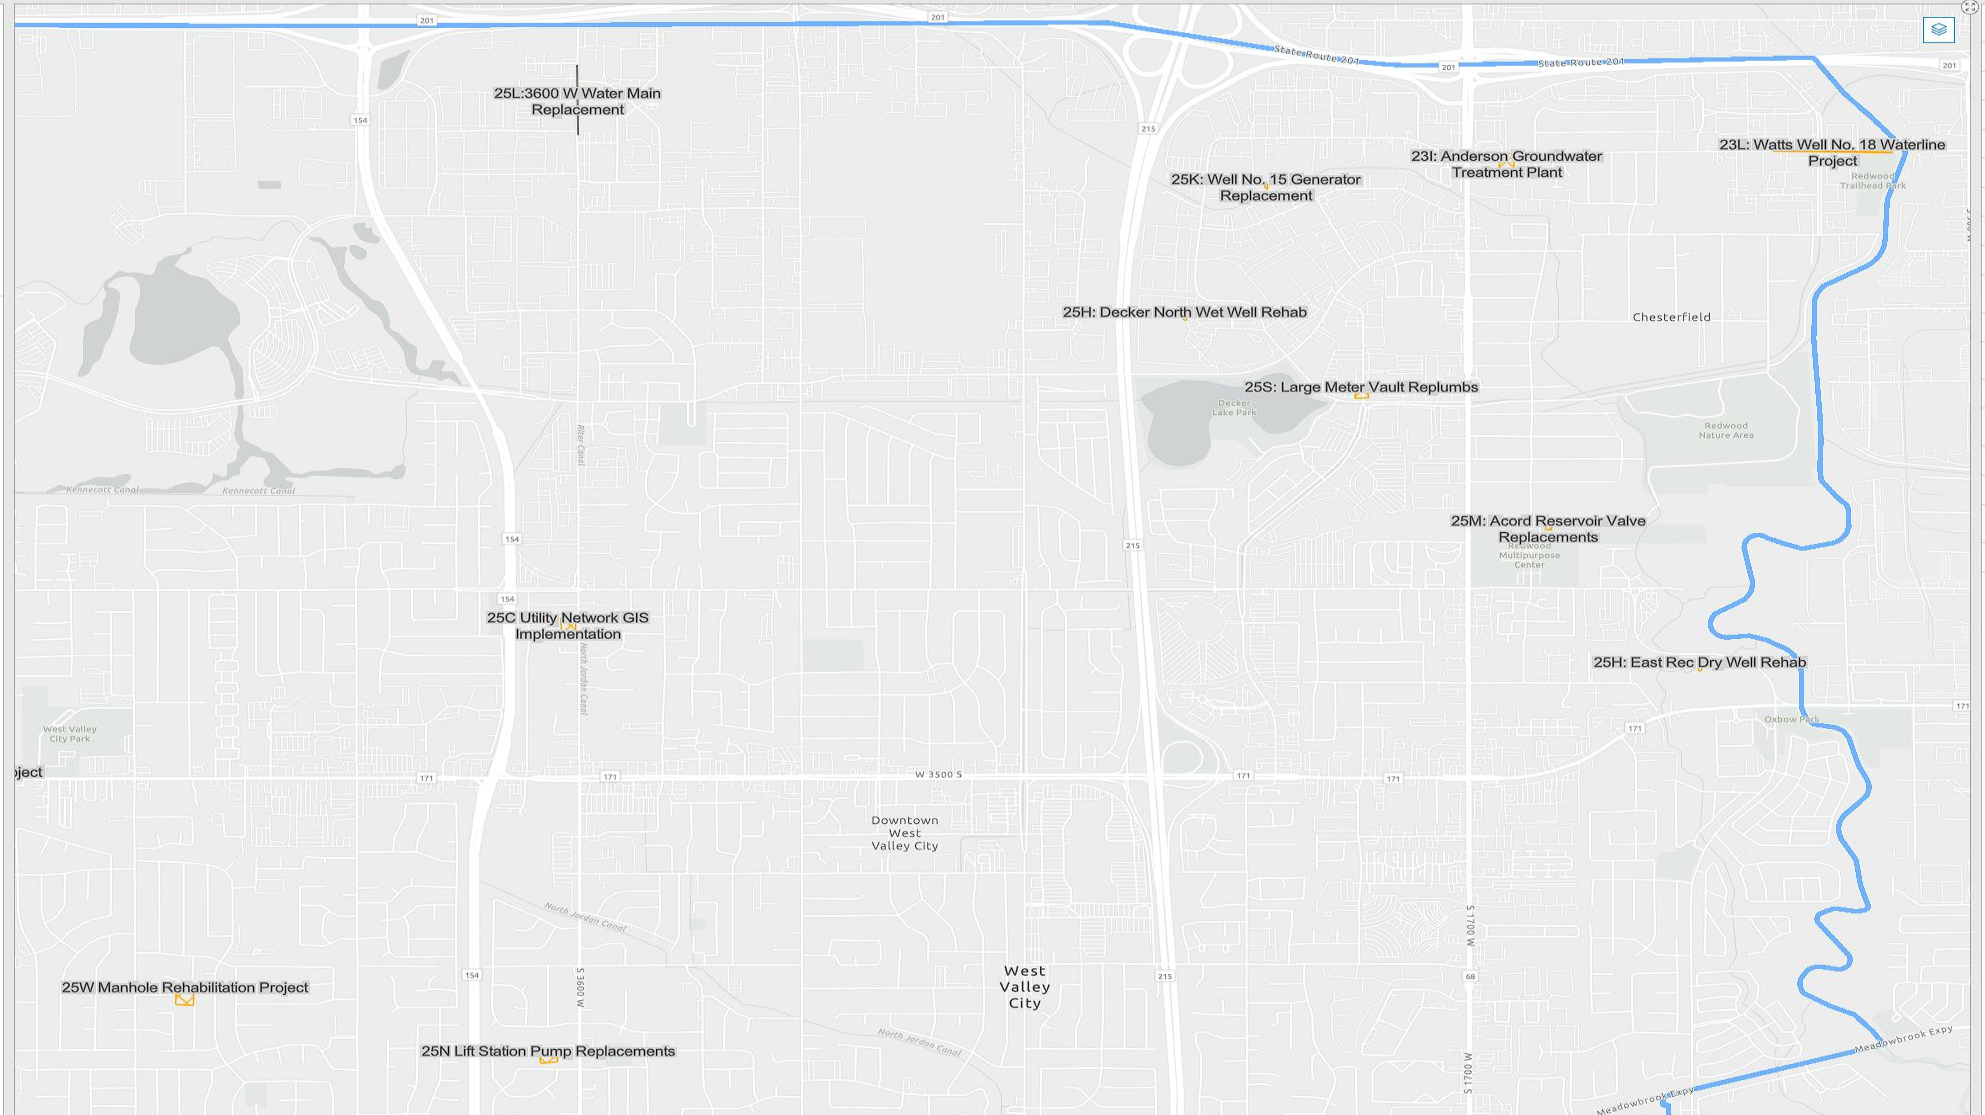 201
201
State Route 201
201
State Route 201
201
25L:3600 W Water Main
Replacement
154
215
23L: Watts Well No. 18 Waterline
Project
23I: Anderson Groundwater
Treatment Plant
25K: Well No. 15 Generator
Replacement
Redwood
Trailhead Park
25H: Decker North Wet Well Rehab
Chesterfield
25S: Large Meter Vault Replumbs
Decker
Lake Park
Redwood
Nature Area
Riter Canal
Kennecott Canal
Kennecott Canal
25M: Acord Reservoir Valve
Replacements
Redwood
Multipurpose
Center
154
215
154
25C Utility Network GIS
Implementation
North Jordan Canal
25H: East Rec Dry Well Rehab
171
Oxbow Park
171
West Valley
City Park
oject
171
171
W 3500 S
171
171
Downtown
West
Valley City
North Jordan Canal
S 1700 W
154
S 3600 W
West
Valley
City
215
68
25W Manhole Rehabilitation Project
North Jordan Canal
Meadowbrook Expy
25N Lift Station Pump Replacements
S 1700 W
Meadowbrook Expy